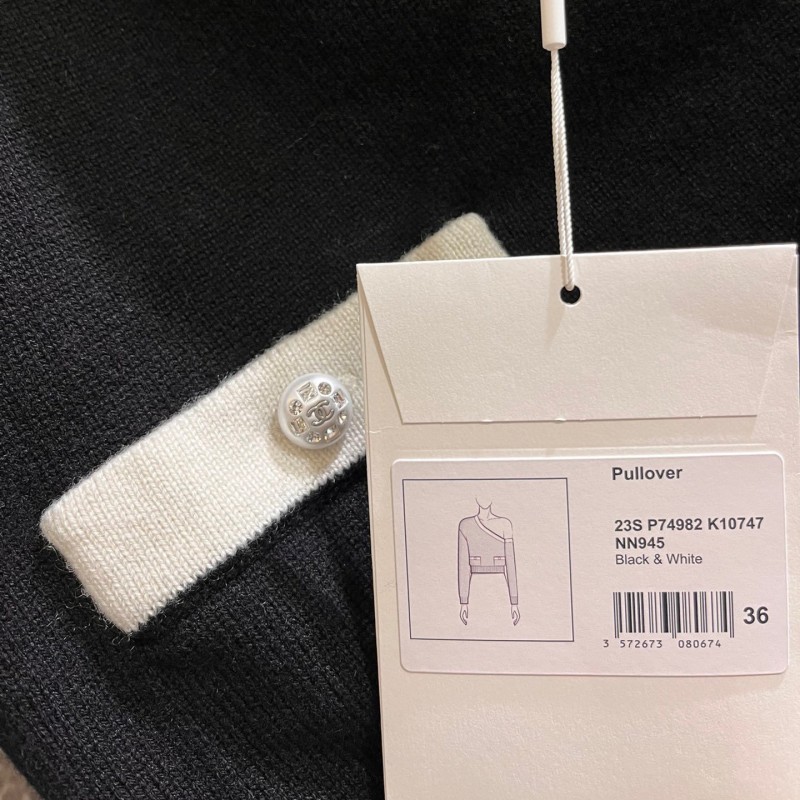 Pullover
23S P74982 K10747
NN945
Black & White
36
3 572673 080674